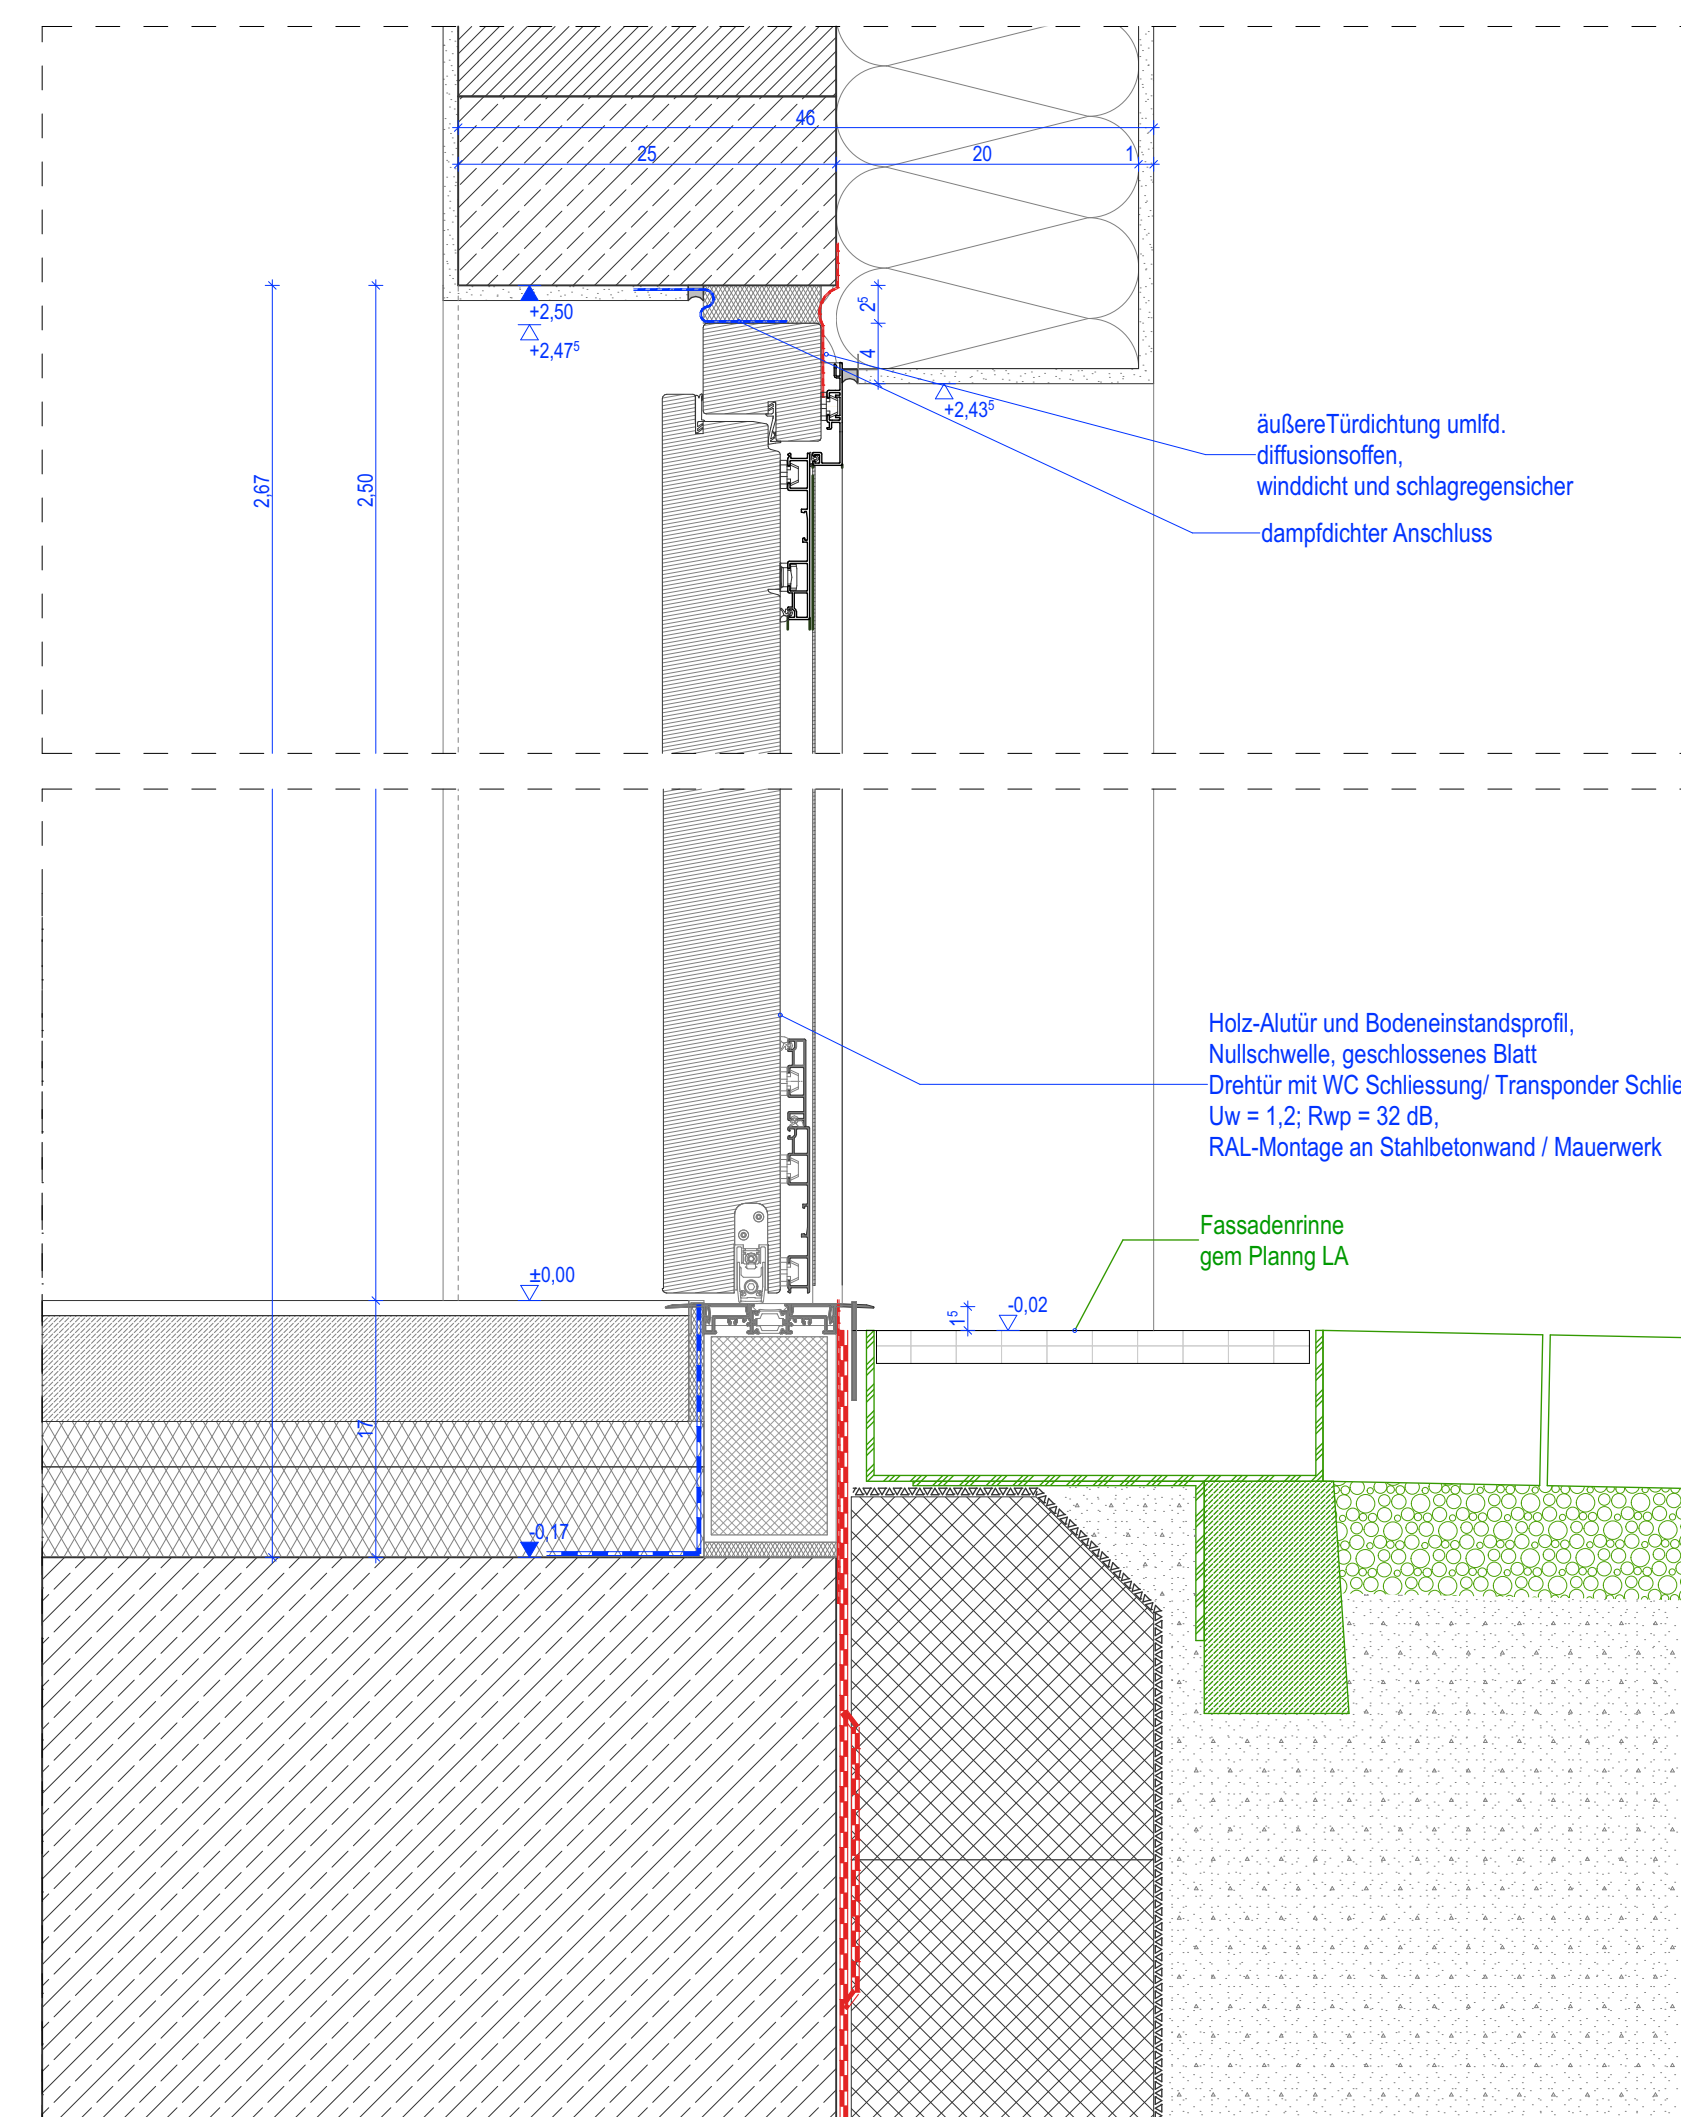 46
25
20
1
+2,50
+2,47⁵
2⁵
4
+2,43⁵
äußereTürdichtung umlfd.
diffusionsoffen,
winddicht und schlagregensicher
dampfdichter Anschluss
2,67
2,50
Holz-Alutür und Bodeneinstandsprofil,
Nullschwelle, geschlossenes Blatt
Drehtür mit WC Schliessung/ Transponder Schlie
Uw = 1,2; Rwp = 32 dB,
RAL-Montage an Stahlbetonwand / Mauerwerk
Fassadenrinne
gem Planng LA
±0,00
1⁵
-0,02
17
-0,17